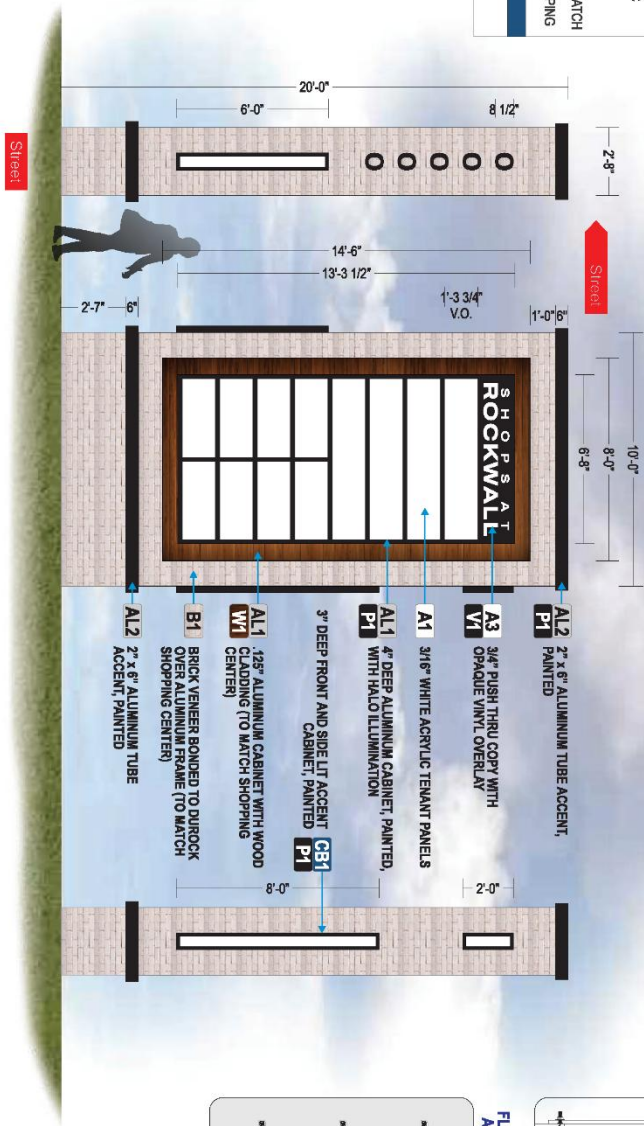 ATCH
PING
20'-0"
6'-0"
8 1/2"
2'-8"
O O O O O
Street
Street
14'-6"
13'-3 1/2"
1'-3 3/4"
V.O.
2'-7"
6"
1'-0"
6"
10'-0"
8'-0"
6'-8"
SHOPS AT
ROCKWALL
AL2 2" x 6" ALUMINUM TUBE ACCENT,
P1 PAINTED
A3 3/4" PUSH THRU COPY WITH
V1 OPAQUE VINYL OVERLAY
A1 3/16" WHITE ACRYLIC TENANT PANELS
AL1 4" DEEP ALUMINUM CABINET, PAINTED,
P1 WITH HALO ILLUMINATION
3" DEEP FRONT AND SIDE LIT ACCENT CB1
CABINET, PAINTED P1
AL1 .125" ALUMINUM CABINET WITH WOOD
W1 CLADDING (TO MATCH SHOPPING
CENTER)
B1 BRICK VENEER BONDED TO DUROCK
OVER ALUMINUM FRAME (TO MATCH
SHOPPING CENTER)
AL2 2" x 6" ALUMINUM TUBE
ACCENT, PAINTED
8'-0"
2'-0"
FL
A